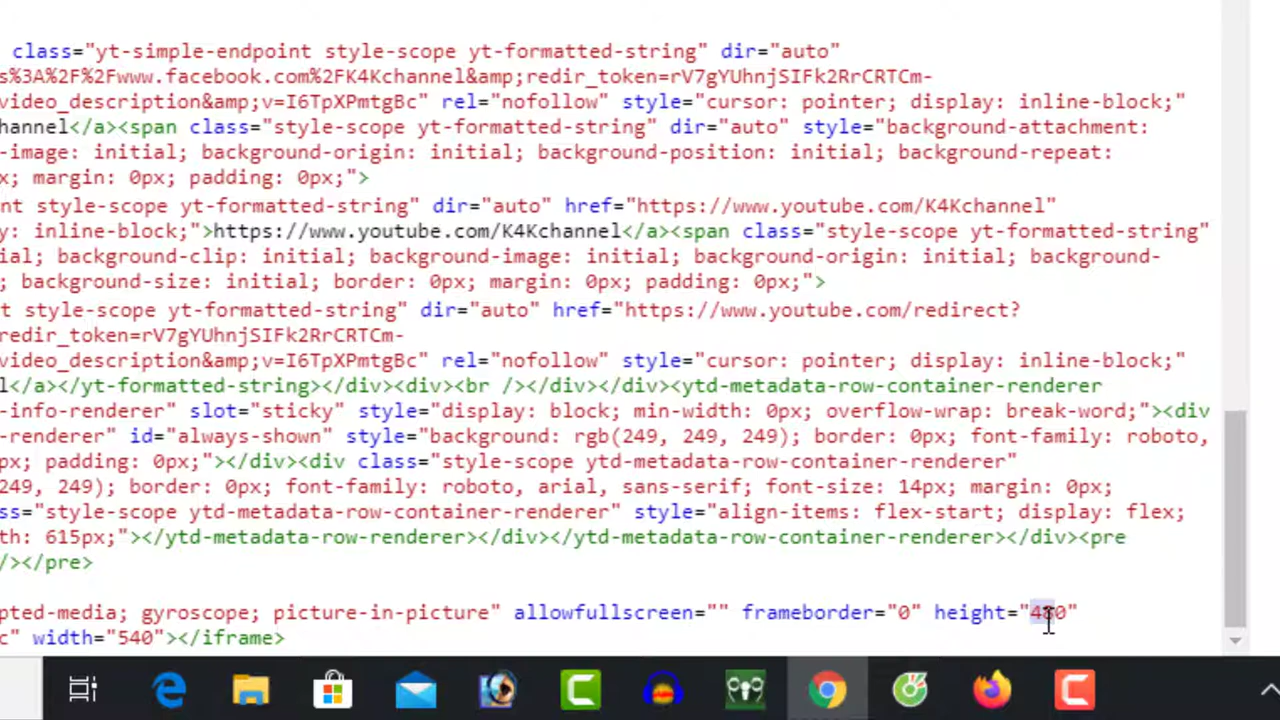 class="yt-simple-endpoint style-scope yt-formatted-string" dir="auto"
s%3A%2F%2Fwww.facebook.com%2FK4Kchannel&amp;redir_token=rV7gYUhnjSIFk2RrCRTCm-
video_description&amp;v=I6TpXPmtgBc" rel="nofollow" style="cursor: pointer; display: inline-block;"
hannel</a><span class="style-scope yt-formatted-string" dir="auto" style="background-attachment:
-image: initial; background-origin: initial; background-position: initial; background-repeat:
x; margin: 0px; padding: 0px;">
nt style-scope yt-formatted-string" dir="auto" href="https://www.youtube.com/K4Kchannel"
y: inline-block;">https://www.youtube.com/K4Kchannel</a><span class="style-scope yt-formatted-string"
ial; background-clip: initial; background-image: initial; background-origin: initial; background-
; background-size: initial; border: 0px; margin: 0px; padding: 0px;">
t style-scope yt-formatted-string" dir="auto" href="https://www.youtube.com/redirect?
redir_token=rV7gYUhnjSIFk2RrCRTCm-
video_description&amp;v=I6TpXPmtgBc" rel="nofollow" style="cursor: pointer; display: inline-block;"
l</a></yt-formatted-string></div><div><br /></div></div><ytd-metadata-row-container-renderer
-info-renderer" slot="sticky" style="display: block; min-width: 0px; overflow-wrap: break-word;"><div
-renderer" id="always-shown" style="background: rgb(249, 249, 249); border: 0px; font-family: roboto,
px; padding: 0px;"></div><div class="style-scope ytd-metadata-row-container-renderer"
249, 249); border: 0px; font-family: roboto, arial, sans-serif; font-size: 14px; margin: 0px;
ss="style-scope ytd-metadata-row-container-renderer" style="align-items: flex-start; display: flex;
th: 615px;"></ytd-metadata-row-renderer></div></ytd-metadata-row-container-renderer></div><pre
/></pre>
pted-media; gyroscope; picture-in-picture" allowfullscreen="" frameborder="0" height="480"
c" width="540"></iframe>